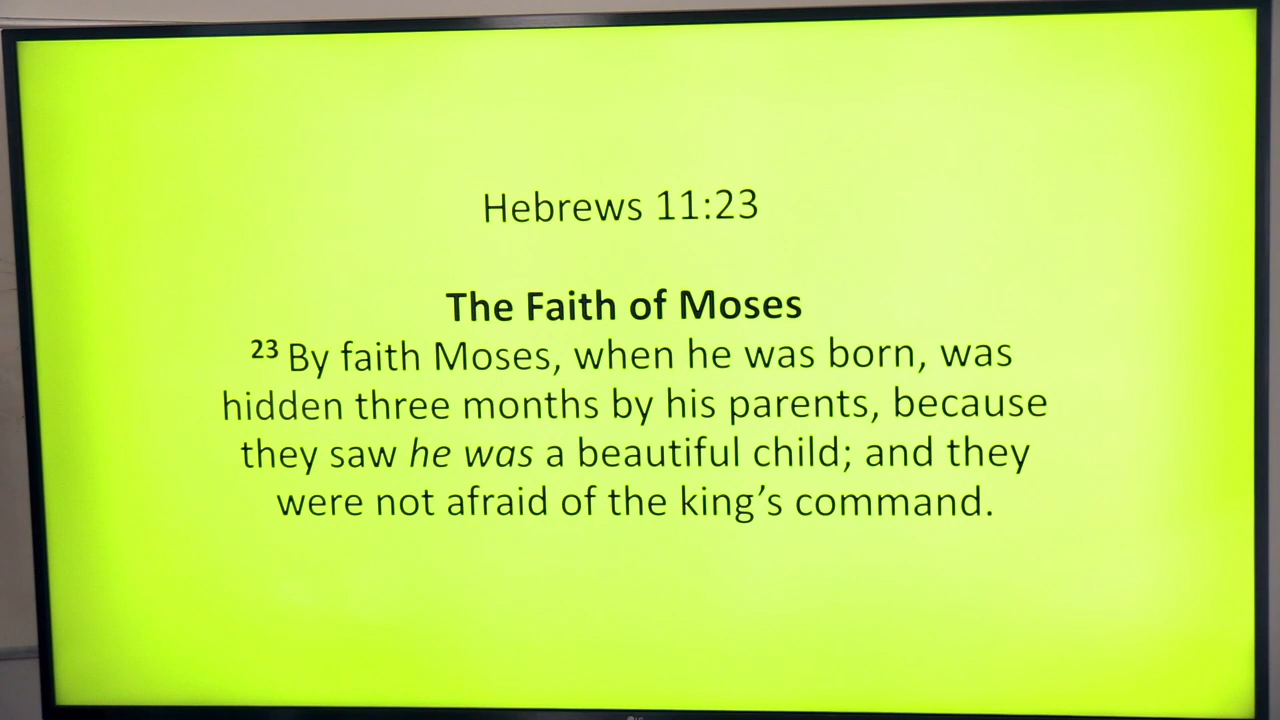 Hebrews 11:23
The Faith of Moses
23 By faith Moses, when he was born, was
hidden three months by his parents, because
they saw he was a beautiful child; and they
were not afraid of the king’s command.
LG